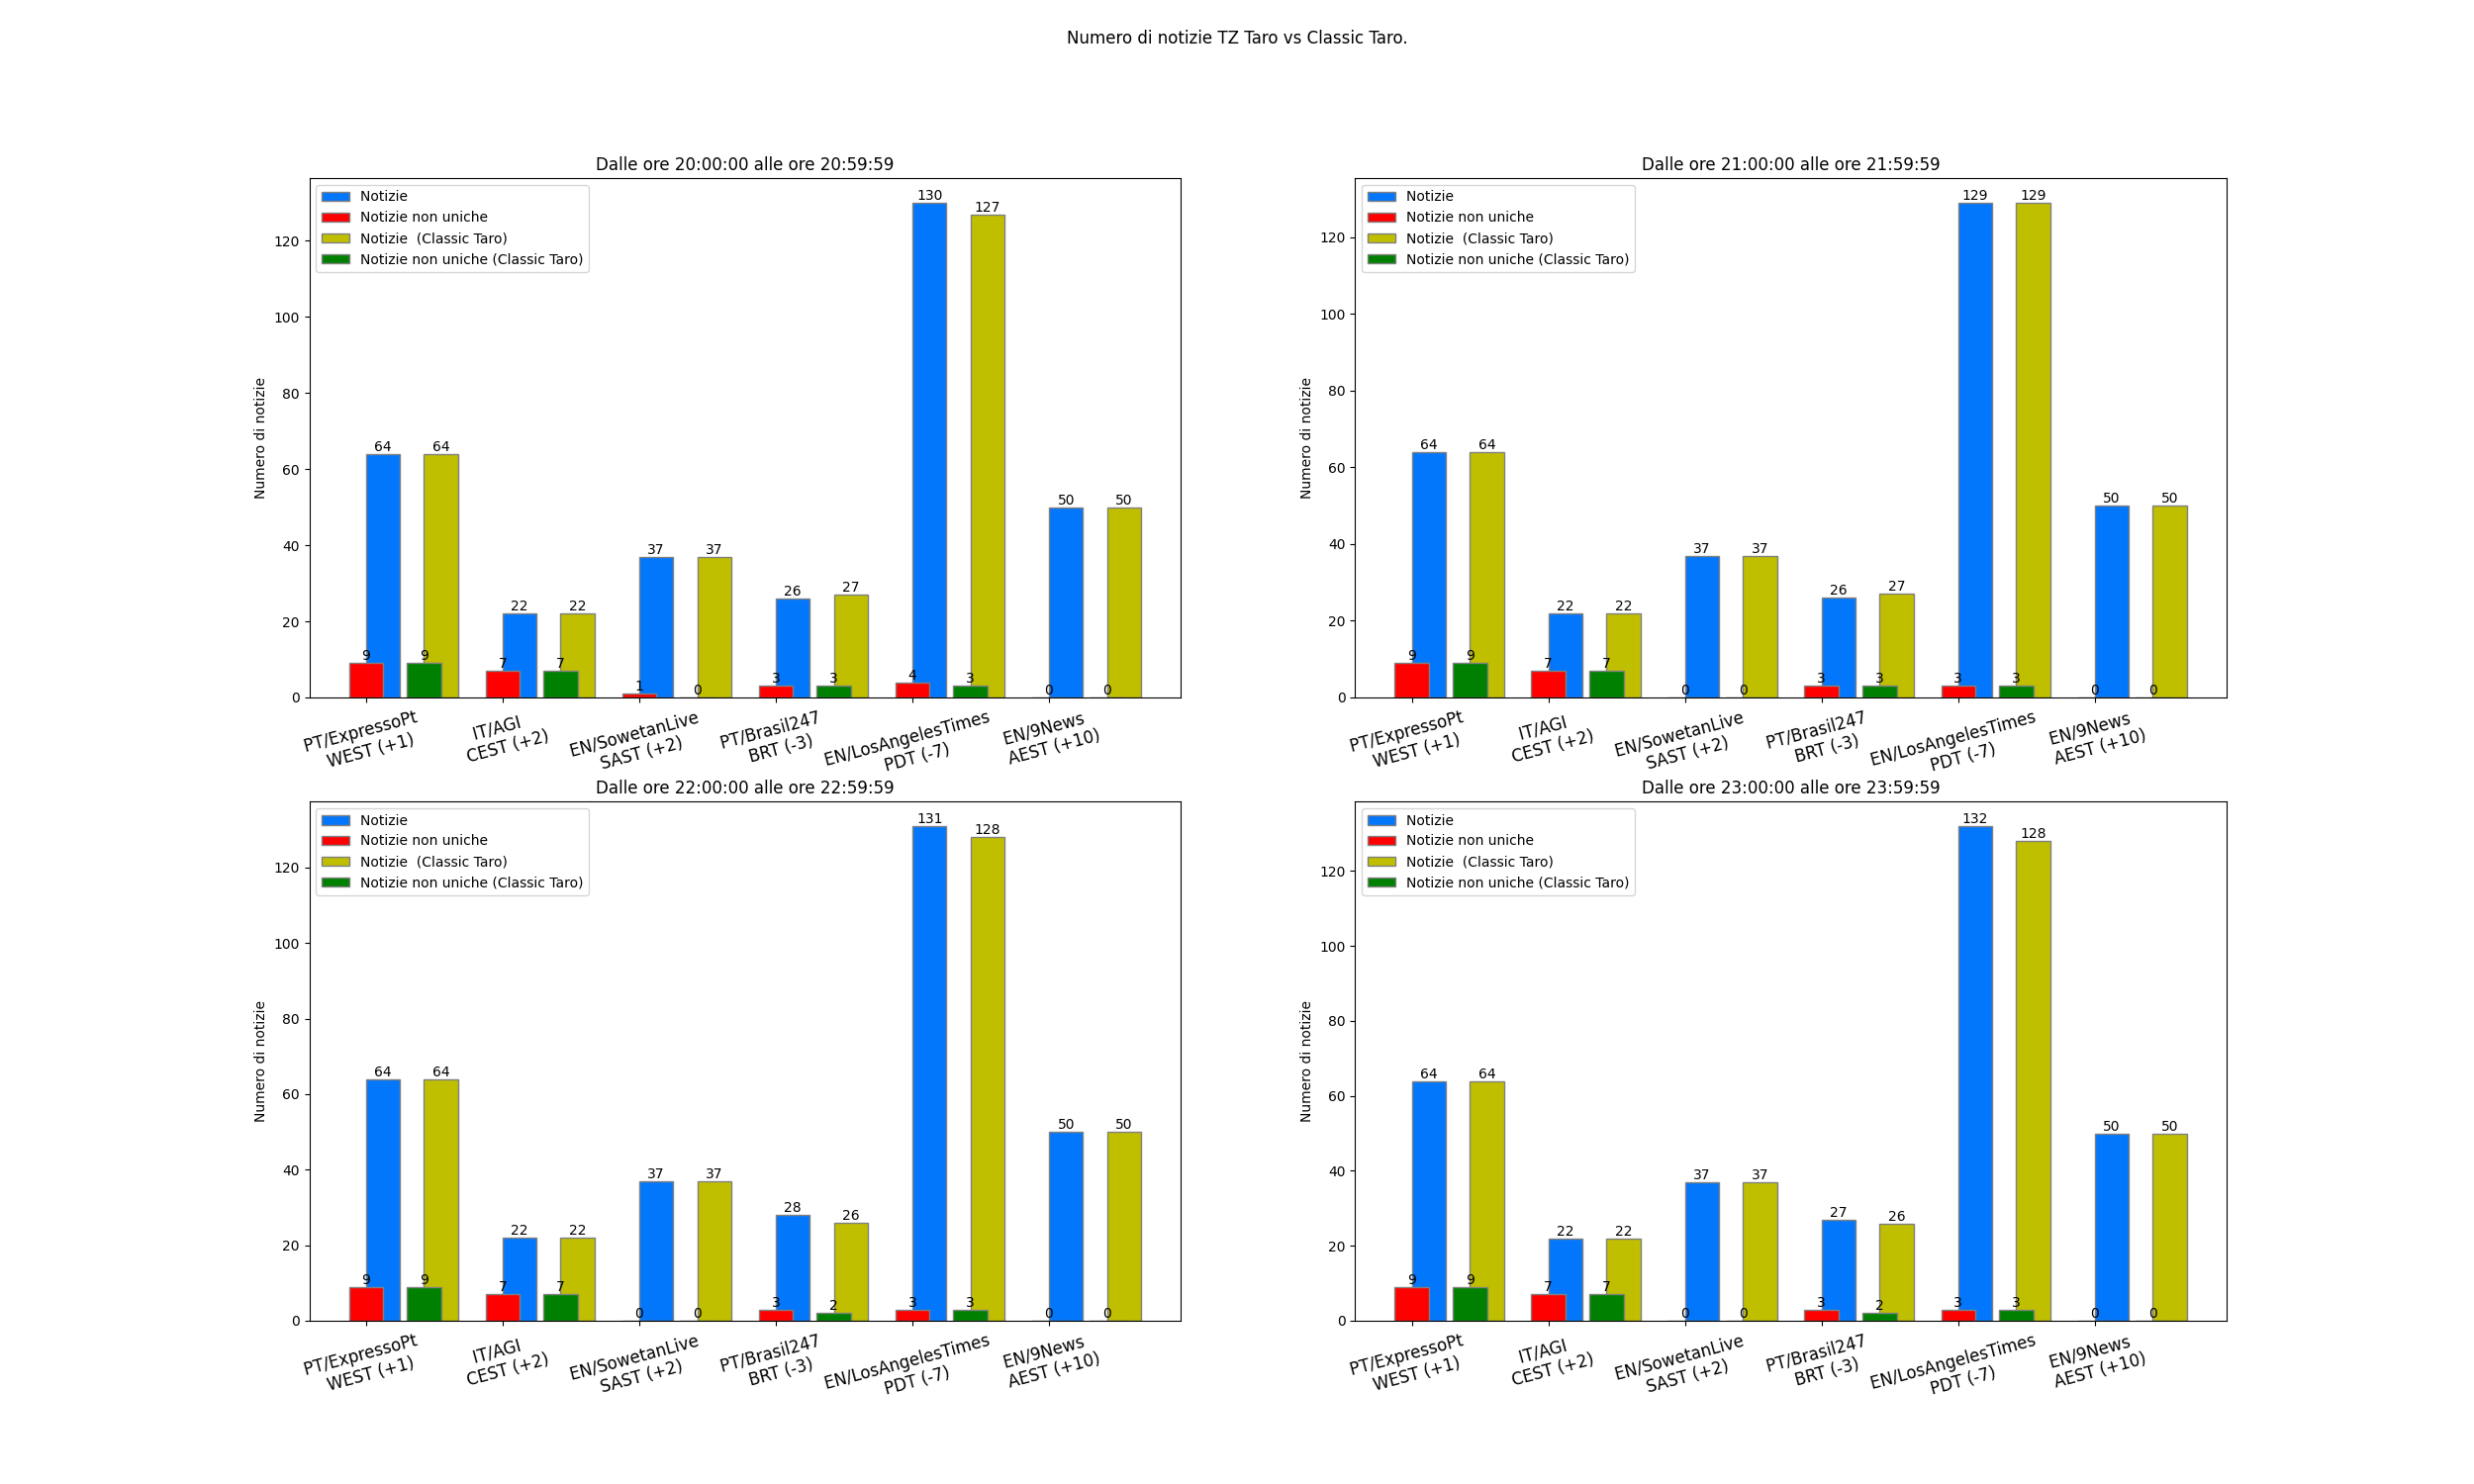 Numero di notizie TZ Taro vs Classic Taro.
Dalle ore 20:00:00 alle ore 20:59:59
Notizie
Notizie non uniche
Notizie  (Classic Taro)
Notizie non uniche (Classic Taro)
Numero di notizie
0
20
40
60
80
100
120
64 64 22 22 37 37 26 27 130 127 50 50
9 9 7 7 1 0 3 3 4 3 0 0
PT/ExpressoPt
WEST (+1)
IT/AGI
CEST (+2)
EN/SowetanLive
SAST (+2)
PT/Brasil247
BRT (-3)
EN/LosAngelesTimes
PDT (-7)
EN/9News
AEST (+10)
Dalle ore 21:00:00 alle ore 21:59:59
Notizie
Notizie non uniche
Notizie  (Classic Taro)
Notizie non uniche (Classic Taro)
Numero di notizie
0
20
40
60
80
100
120
64 64 22 22 37 37 26 27 129 129 50 50
9 9 7 7 0 0 3 3 3 3 0 0
PT/ExpressoPt
WEST (+1)
IT/AGI
CEST (+2)
EN/SowetanLive
SAST (+2)
PT/Brasil247
BRT (-3)
EN/LosAngelesTimes
PDT (-7)
EN/9News
AEST (+10)
Dalle ore 22:00:00 alle ore 22:59:59
Notizie
Notizie non uniche
Notizie  (Classic Taro)
Notizie non uniche (Classic Taro)
Numero di notizie
0
20
40
60
80
100
120
64 64 22 22 37 37 28 26 131 128 50 50
9 9 7 7 0 0 3 2 3 3 0 0
PT/ExpressoPt
WEST (+1)
IT/AGI
CEST (+2)
EN/SowetanLive
SAST (+2)
PT/Brasil247
BRT (-3)
EN/LosAngelesTimes
PDT (-7)
EN/9News
AEST (+10)
Dalle ore 23:00:00 alle ore 23:59:59
Notizie
Notizie non uniche
Notizie  (Classic Taro)
Notizie non uniche (Classic Taro)
Numero di notizie
0
20
40
60
80
100
120
64 64 22 22 37 37 27 26 132 128 50 50
9 9 7 7 0 0 3 2 3 3 0 0
PT/ExpressoPt
WEST (+1)
IT/AGI
CEST (+2)
EN/SowetanLive
SAST (+2)
PT/Brasil247
BRT (-3)
EN/LosAngelesTimes
PDT (-7)
EN/9News
AEST (+10)